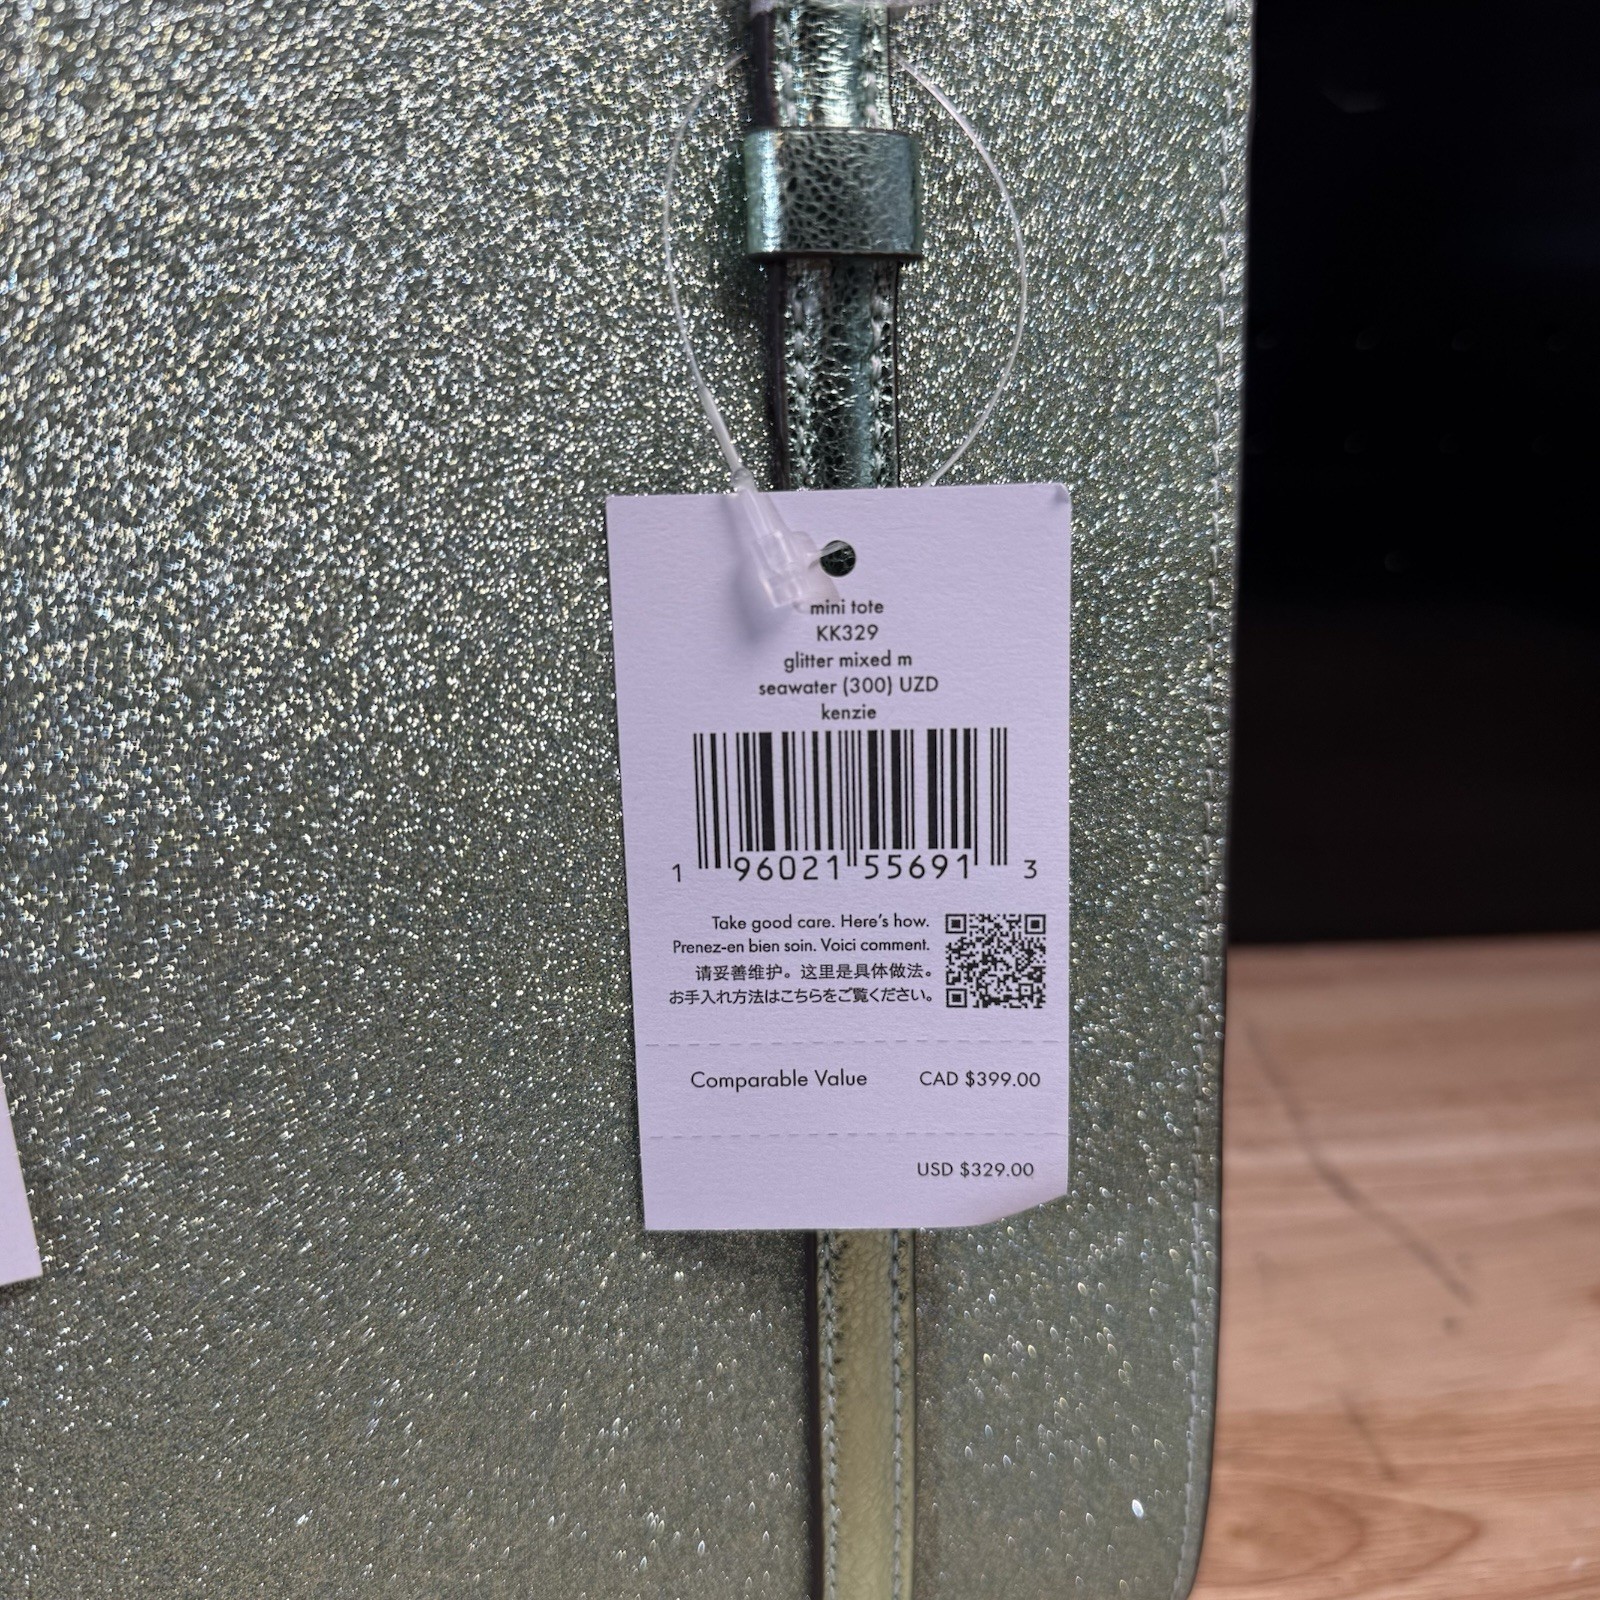 mini tote
KK329
glitter mixed m
seawater (300) UZD
kenzie
1 96021 55691 3
Take good care. Here's how.
Prenez-en bien soin. Voici comment.
请妥善维护。这里是具体做法。
お手入れ方法はこちらをご覧ください。
Comparable Value CAD $399.00
USD $329.00